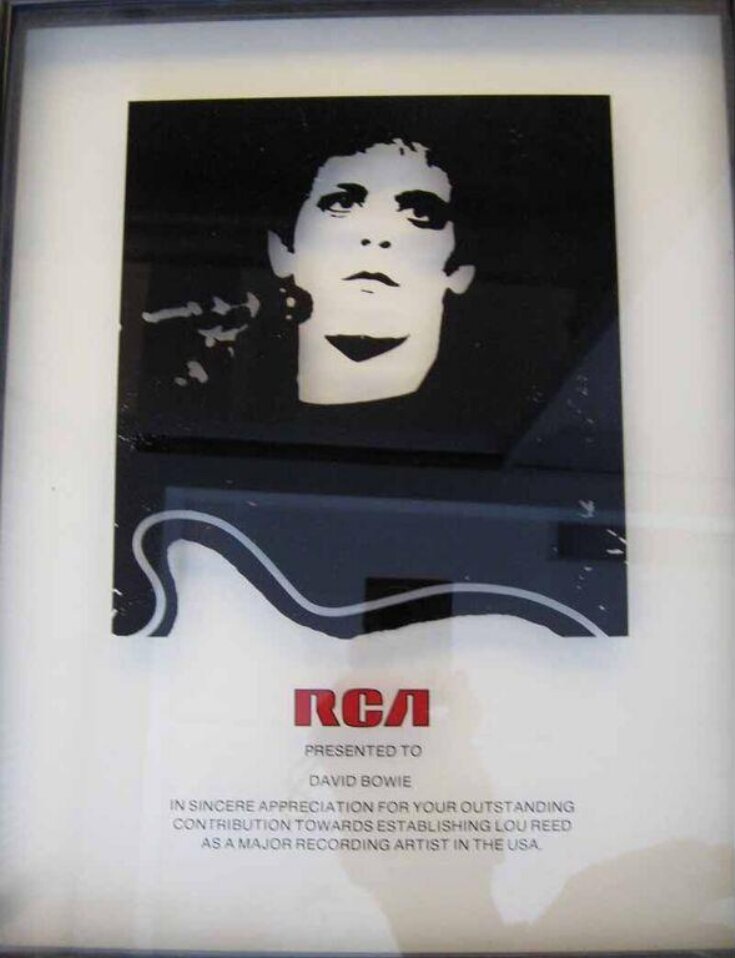 RCA
PRESENTED TO
DAVID BOWIE
IN SINCERE APPRECIATION FOR YOUR OUTSTANDING
CONTRIBUTION TOWARDS ESTABLISHING LOU REED
AS A MAJOR RECORDING ARTIST IN THE USA.